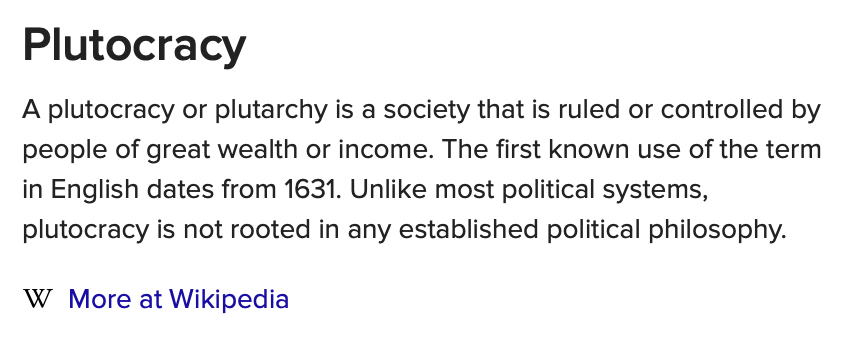 Plutocracy
A plutocracy or plutarchy is a society that is ruled or controlled by
people of great wealth or income. The first known use of the term
in English dates from 1631. Unlike most political systems,
plutocracy is not rooted in any established political philosophy.
W More at Wikipedia